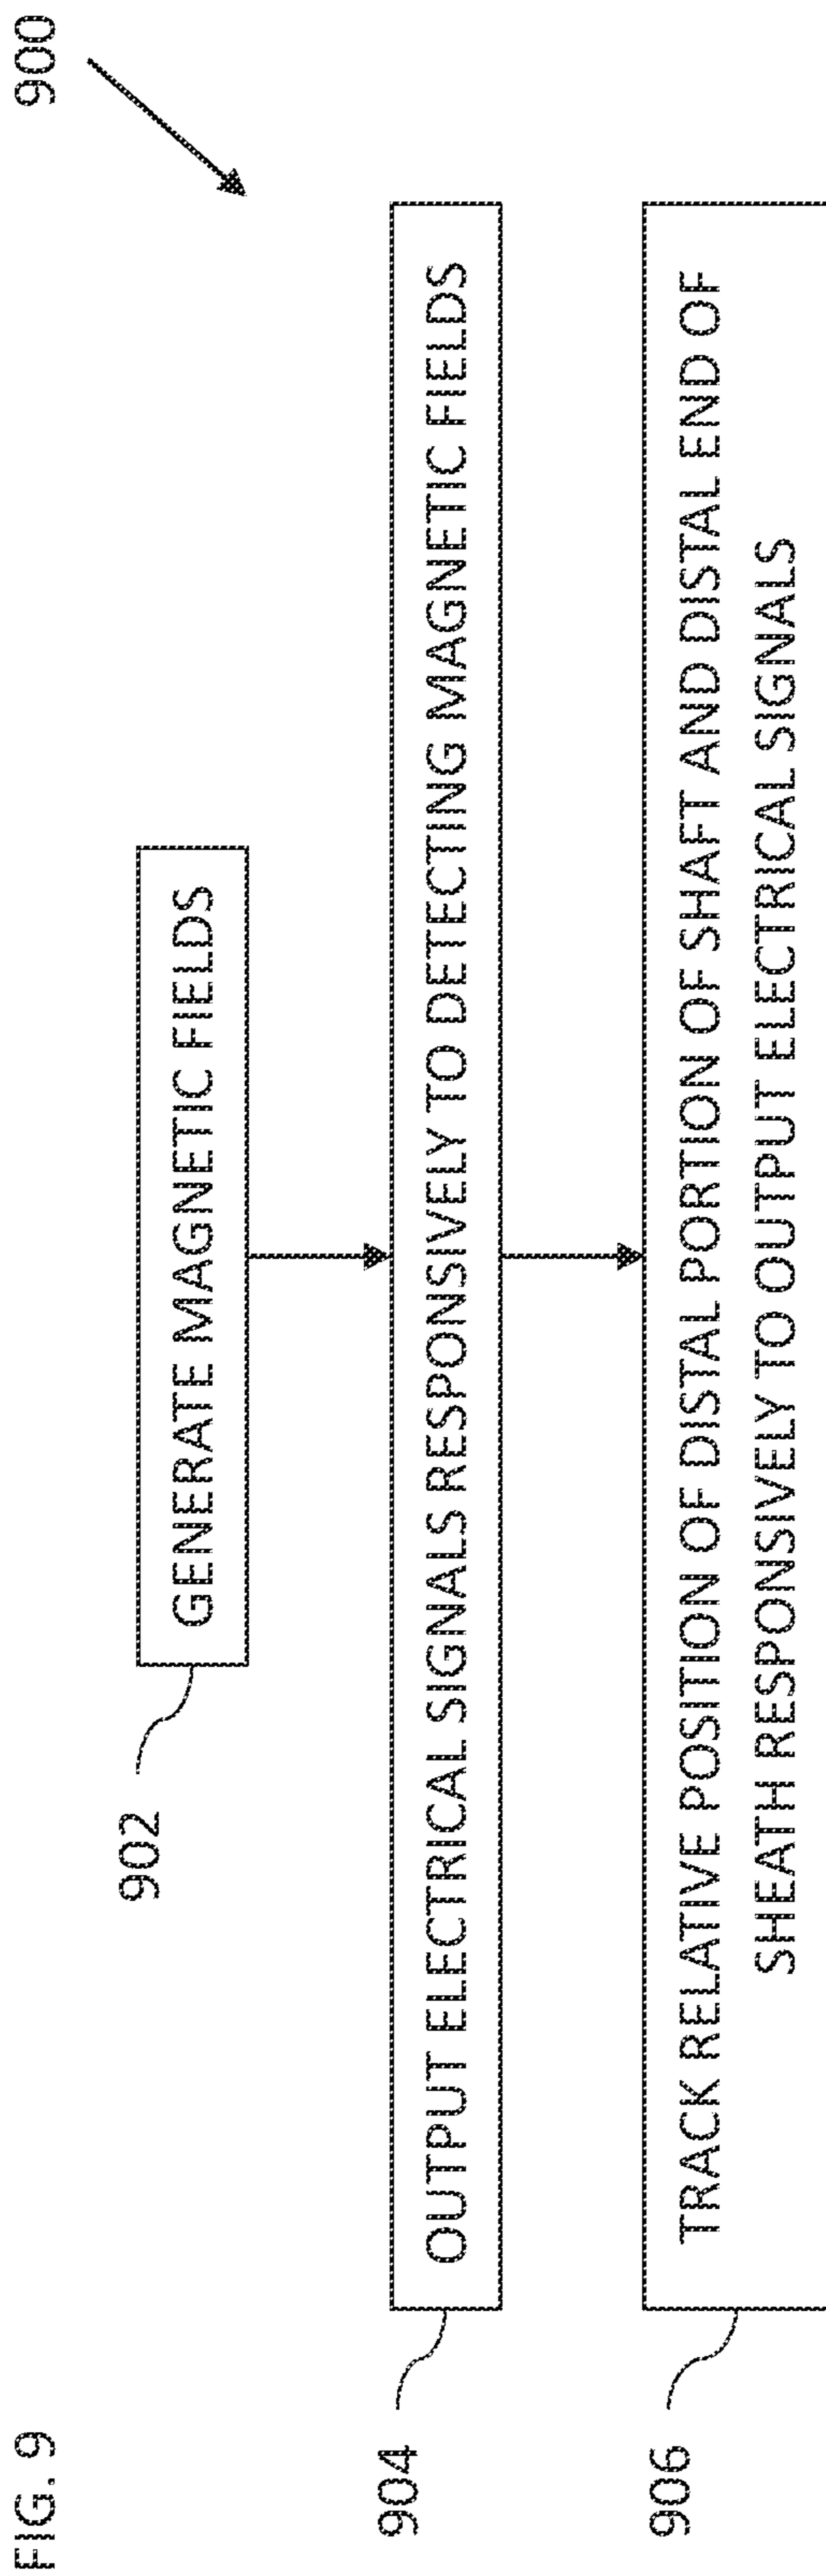 FIG. 9
900
902
GENERATE MAGNETIC FIELDS
904
OUTPUT ELECTRICAL SIGNALS RESPONSIVELY TO DETECTING MAGNETIC FIELDS
906
TRACK RELATIVE POSITION OF DISTAL PORTION OF SHAFT AND DISTAL END OF
SHEATH RESPONSIVELY TO OUTPUT ELECTRICAL SIGNALS